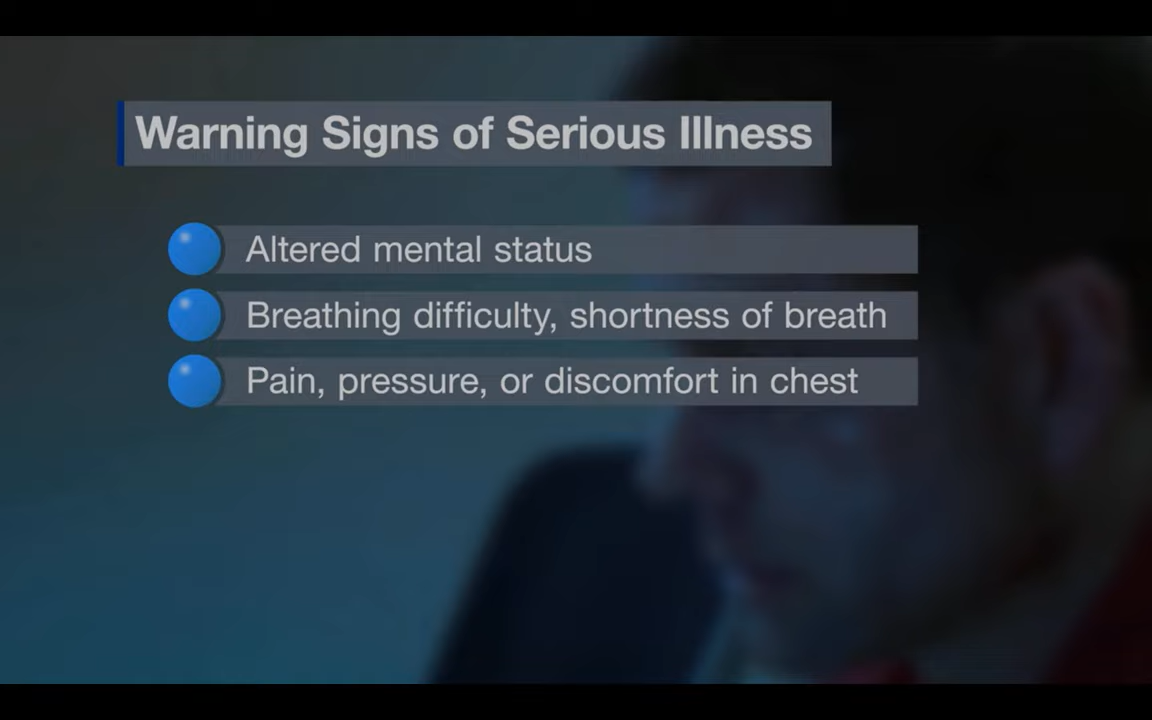 Warning Signs of Serious Illness
Altered mental status
Breathing difficulty, shortness of breath
Pain, pressure, or discomfort in chest